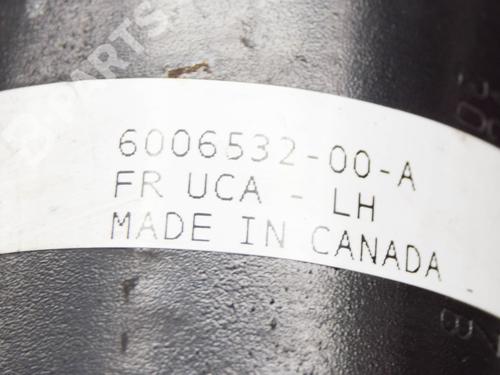 6006532-00-A
FR UCA - LH
MADE IN CANADA